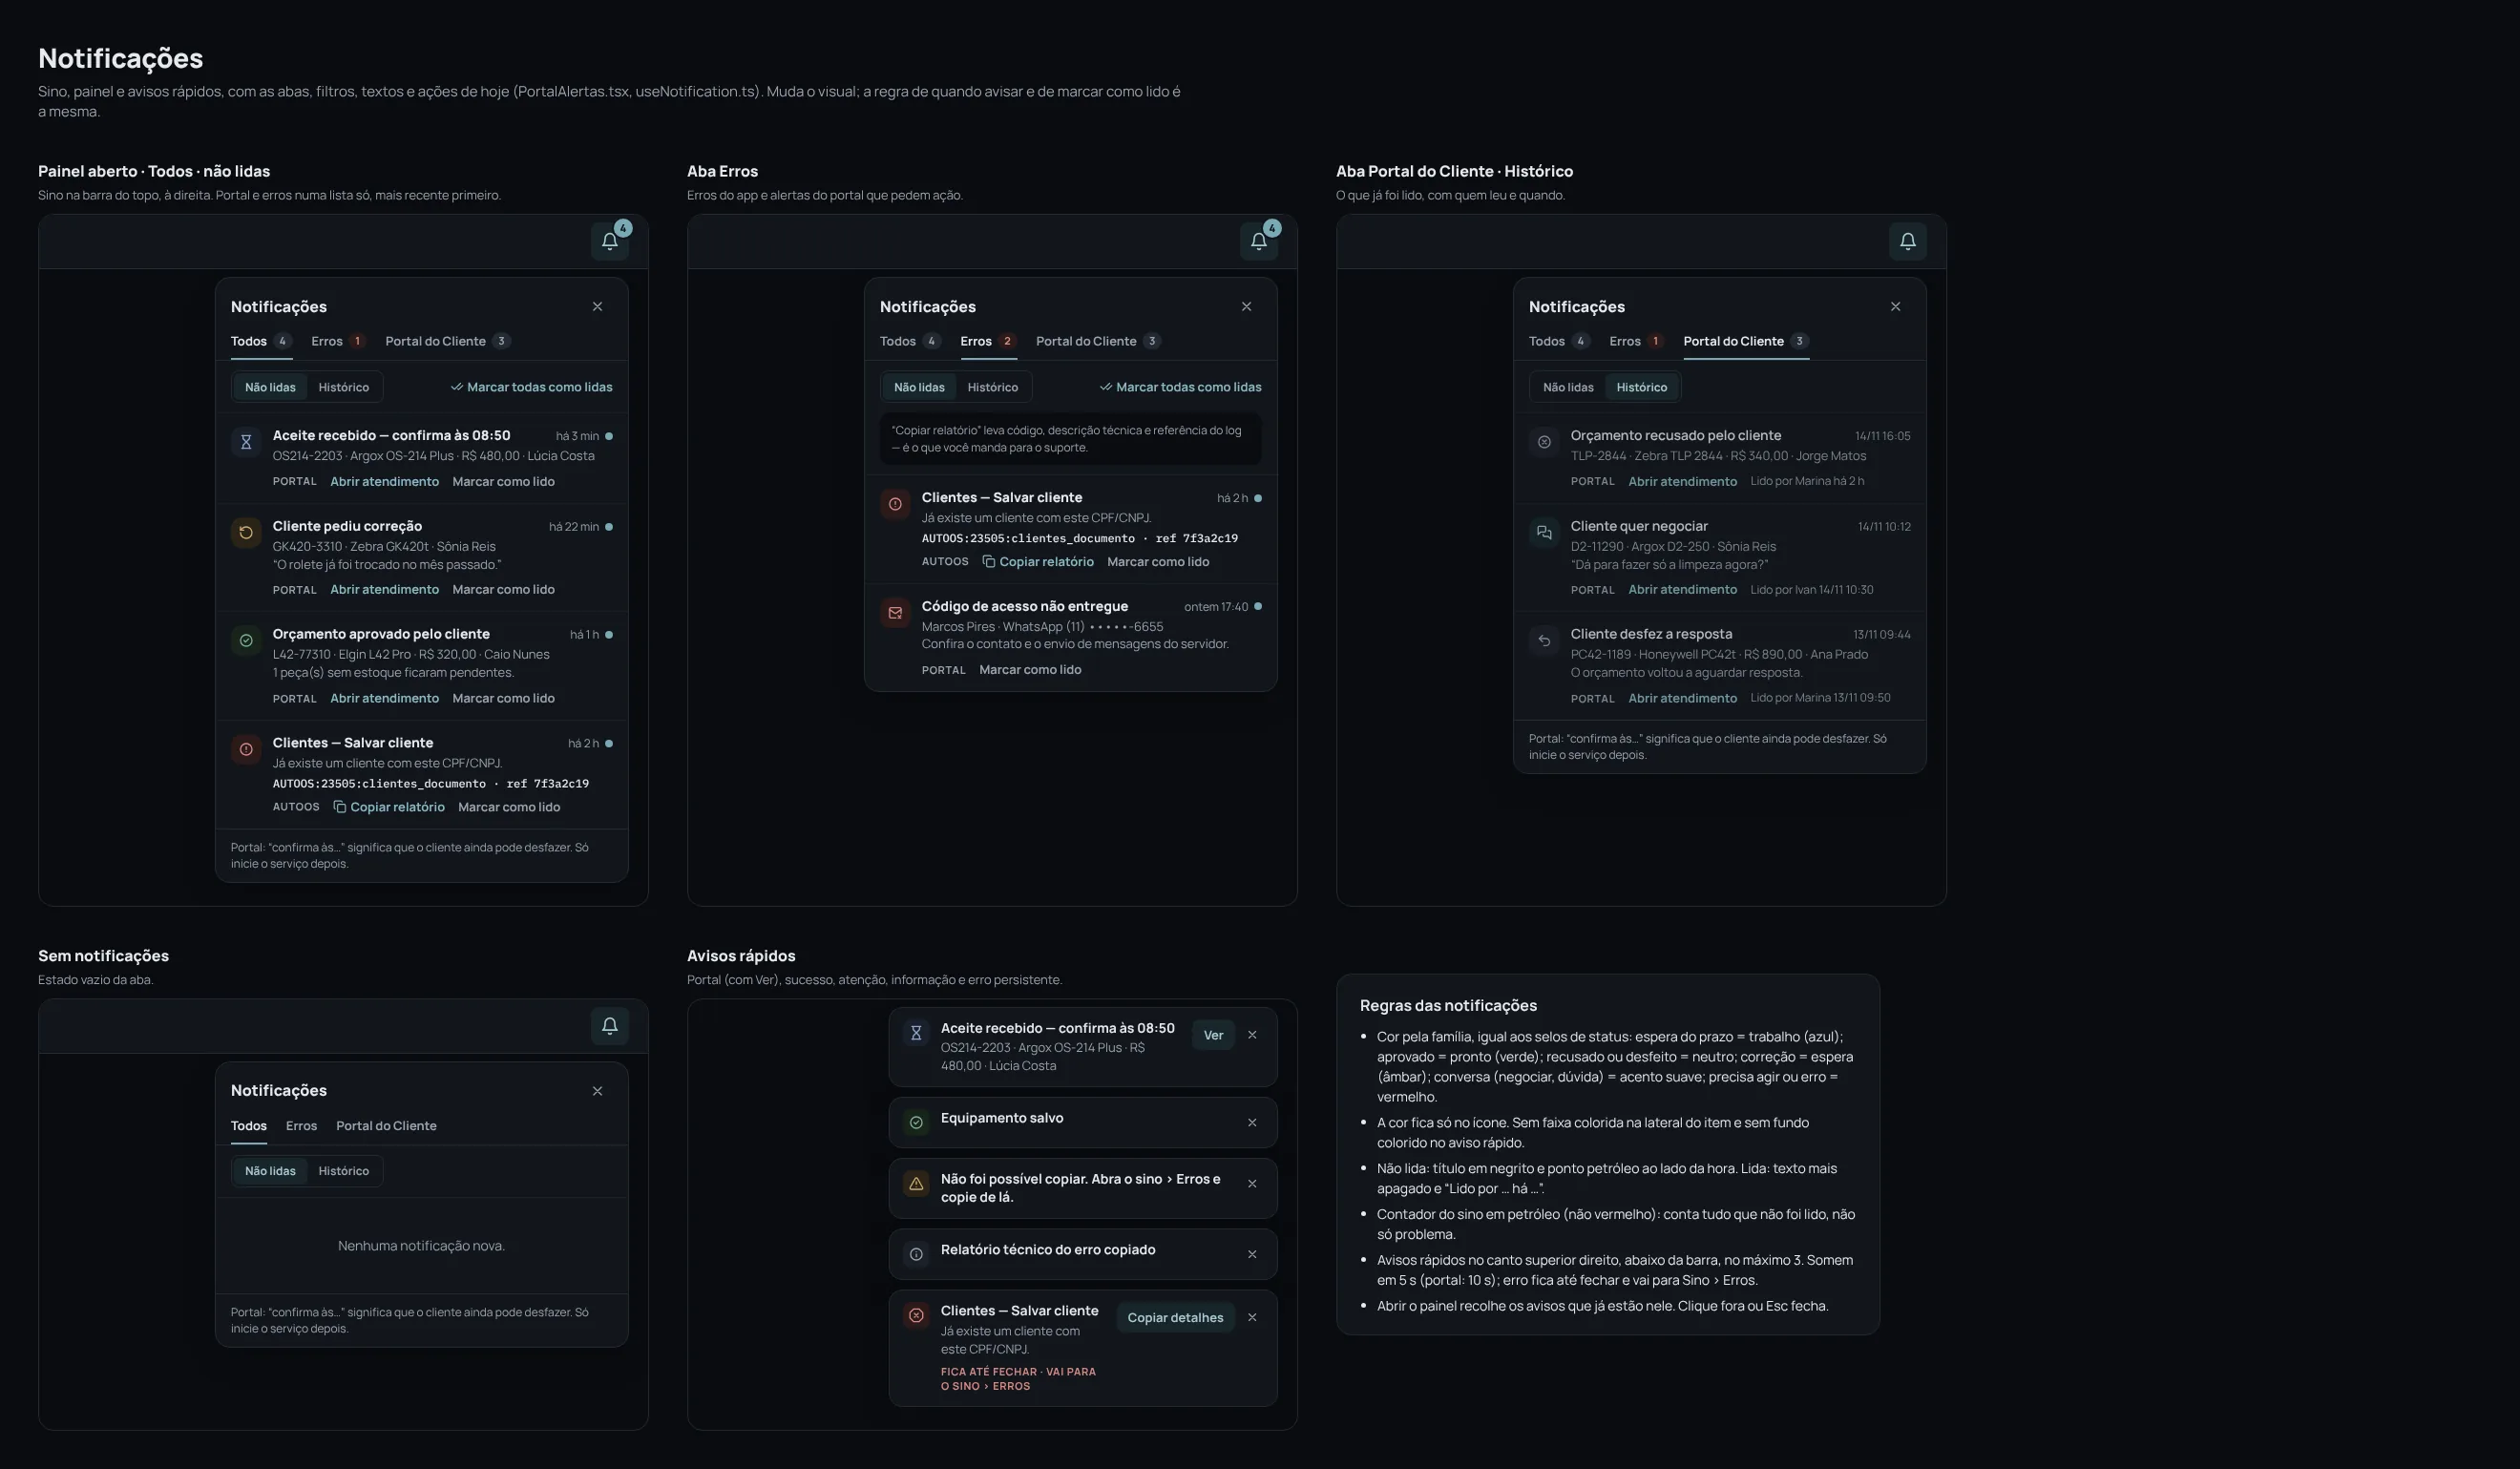 Notificações
Sino, painel e avisos rápidos, com as abas, filtros, textos e ações de hoje (PortalAlertas.tsx, useNotification.ts). Muda o visual; a regra de quando avisar e de marcar como lido é
a mesma.
Painel aberto · Todos · não lidas
Sino na barra do topo, à direita. Portal e erros numa lista só, mais recente primeiro.
4
Notificações
Todos 4 Erros 1 Portal do Cliente 3
Não lidas Histórico Marcar todas como lidas
Aceite recebido — confirma às 08:50 há 3 min
OS214-2203 · Argox OS-214 Plus · R$ 480,00 · Lúcia Costa
PORTAL Abrir atendimento Marcar como lido
Cliente pediu correção há 22 min
GK420-3310 · Zebra GK420t · Sônia Reis
“O rolete já foi trocado no mês passado.”
PORTAL Abrir atendimento Marcar como lido
Orçamento aprovado pelo cliente há 1 h
L42-77310 · Elgin L42 Pro · R$ 320,00 · Caio Nunes
1 peça(s) sem estoque ficaram pendentes.
PORTAL Abrir atendimento Marcar como lido
Clientes — Salvar cliente há 2 h
Já existe um cliente com este CPF/CNPJ.
AUTOOS:23505:clientes_documento · ref 7f3a2c19
AUTOOS Copiar relatório Marcar como lido
Portal: “confirma às…” significa que o cliente ainda pode desfazer. Só
inicie o serviço depois.
Aba Erros
Erros do app e alertas do portal que pedem ação.
4
Notificações
Todos 4 Erros 2 Portal do Cliente 3
Não lidas Histórico Marcar todas como lidas
“Copiar relatório” leva código, descrição técnica e referência do log
— é o que você manda para o suporte.
Clientes — Salvar cliente há 2 h
Já existe um cliente com este CPF/CNPJ.
AUTOOS:23505:clientes_documento · ref 7f3a2c19
AUTOOS Copiar relatório Marcar como lido
Código de acesso não entregue ontem 17:40
Marcos Pires · WhatsApp (11) •••••-6655
Confira o contato e o envio de mensagens do servidor.
PORTAL Marcar como lido
Aba Portal do Cliente · Histórico
O que já foi lido, com quem leu e quando.
Notificações
Todos 4 Erros 1 Portal do Cliente 3
Não lidas Histórico
Orçamento recusado pelo cliente 14/11 16:05
TLP-2844 · Zebra TLP 2844 · R$ 340,00 · Jorge Matos
PORTAL Abrir atendimento Lido por Marina há 2 h
Cliente quer negociar 14/11 10:12
D2-11290 · Argox D2-250 · Sônia Reis
“Dá para fazer só a limpeza agora?”
PORTAL Abrir atendimento Lido por Ivan 14/11 10:30
Cliente desfez a resposta 13/11 09:44
PC42-1189 · Honeywell PC42t · R$ 890,00 · Ana Prado
O orçamento voltou a aguardar resposta.
PORTAL Abrir atendimento Lido por Marina 13/11 09:50
Portal: “confirma às…” significa que o cliente ainda pode desfazer. Só
inicie o serviço depois.
Sem notificações
Estado vazio da aba.
Notificações
Todos Erros Portal do Cliente
Não lidas Histórico
Nenhuma notificação nova.
Portal: “confirma às…” significa que o cliente ainda pode desfazer. Só
inicie o serviço depois.
Avisos rápidos
Portal (com Ver), sucesso, atenção, informação e erro persistente.
Aceite recebido — confirma às 08:50 Ver
OS214-2203 · Argox OS-214 Plus · R$
480,00 · Lúcia Costa
Equipamento salvo
Não foi possível copiar. Abra o sino › Erros e
copie de lá.
Relatório técnico do erro copiado
Clientes — Salvar cliente Copiar detalhes
Já existe um cliente com
este CPF/CNPJ.
FICA ATÉ FECHAR · VAI PARA
O SINO › ERROS
Regras das notificações
• Cor pela família, igual aos selos de status: espera do prazo = trabalho (azul);
aprovado = pronto (verde); recusado ou desfeito = neutro; correção = espera
(âmbar); conversa (negociar, dúvida) = acento suave; precisa agir ou erro =
vermelho.
• A cor fica só no ícone. Sem faixa colorida na lateral do item e sem fundo
colorido no aviso rápido.
• Não lida: título em negrito e ponto petróleo ao lado da hora. Lida: texto mais
apagado e “Lido por … há …”.
• Contador do sino em petróleo (não vermelho): conta tudo que não foi lido, não
só problema.
• Avisos rápidos no canto superior direito, abaixo da barra, no máximo 3. Somem
em 5 s (portal: 10 s); erro fica até fechar e vai para Sino › Erros.
• Abrir o painel recolhe os avisos que já estão nele. Clique fora ou Esc fecha.